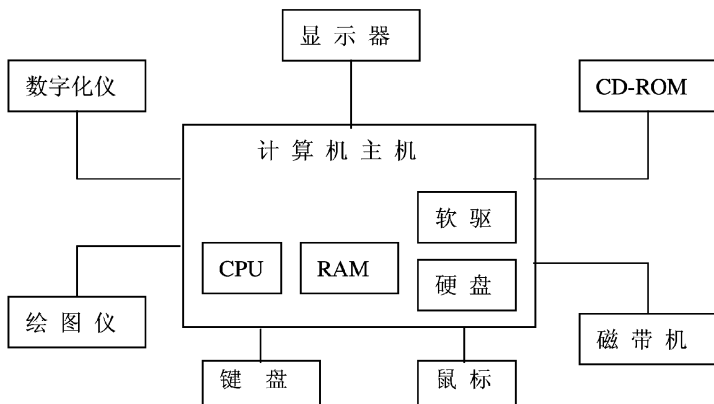 显 示 器
数字化仪
CD-ROM
计 算 机 主 机
软 驱
CPU
RAM
硬 盘
绘 图 仪
磁 带 机
键 盘
鼠 标